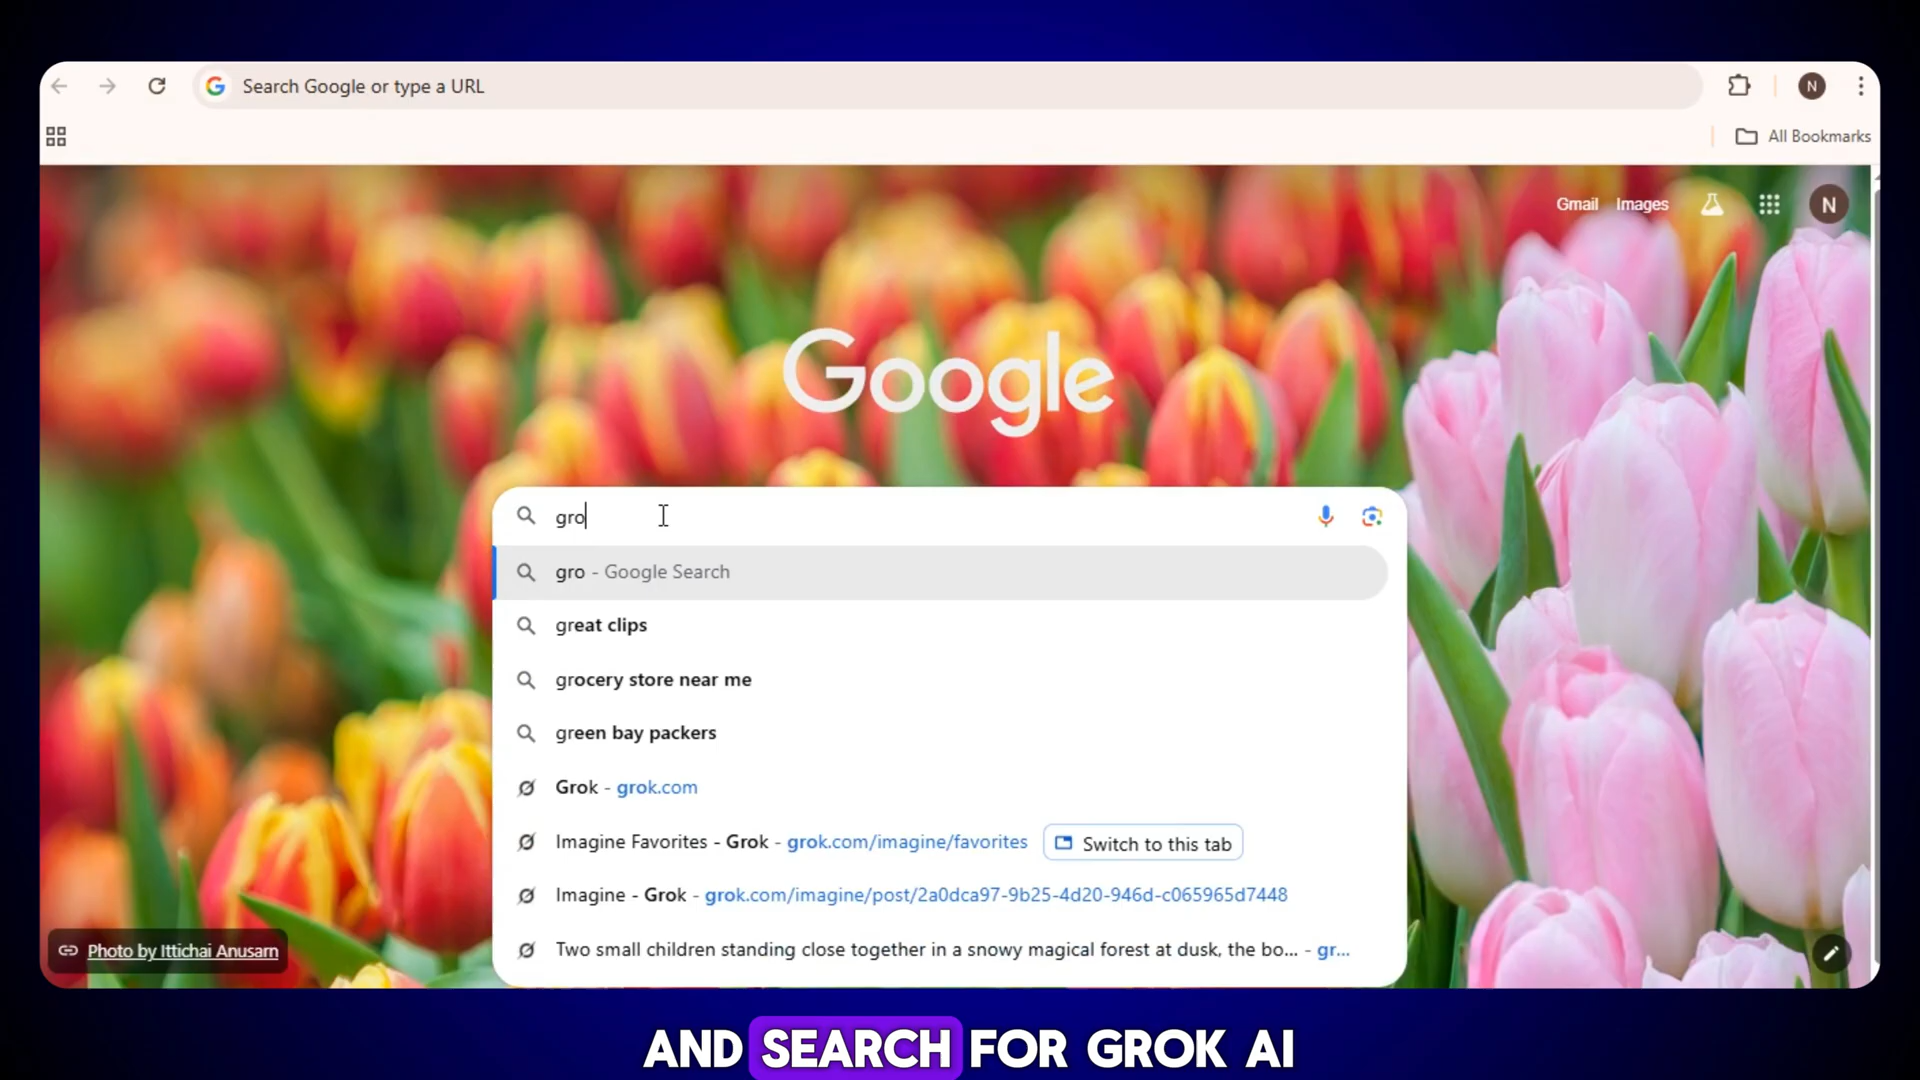 Search Google or type a URL
N
All Bookmarks
Gmail Images
N
Google
gro
gro - Google Search
great clips
grocery store near me
green bay packers
Grok - grok.com
Imagine Favorites - Grok - grok.com/imagine/favorites Switch to this tab
Imagine - Grok - grok.com/imagine/post/2a0dca97-9b25-4d20-946d-c065965d7448
Two small children standing close together in a snowy magical forest at dusk, the bo... - gr...
Photo by Ittichai Anusarn
AND SEARCH FOR GROK AI